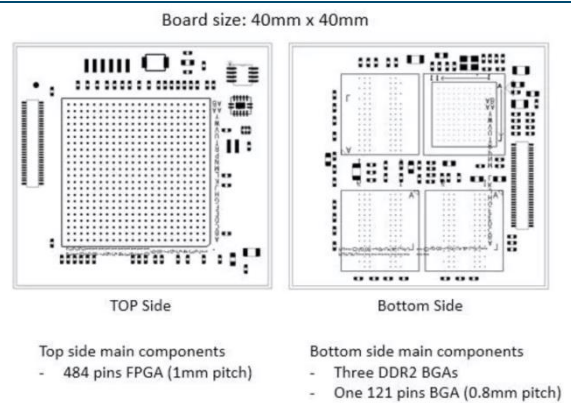 Board size: 40mm x 40mm
TOP Side
Bottom Side
Top side main components
- 484 pins FPGA (1mm pitch)
Bottom side main components
- Three DDR2 BGAs
- One 121 pins BGA (0.8mm pitch)